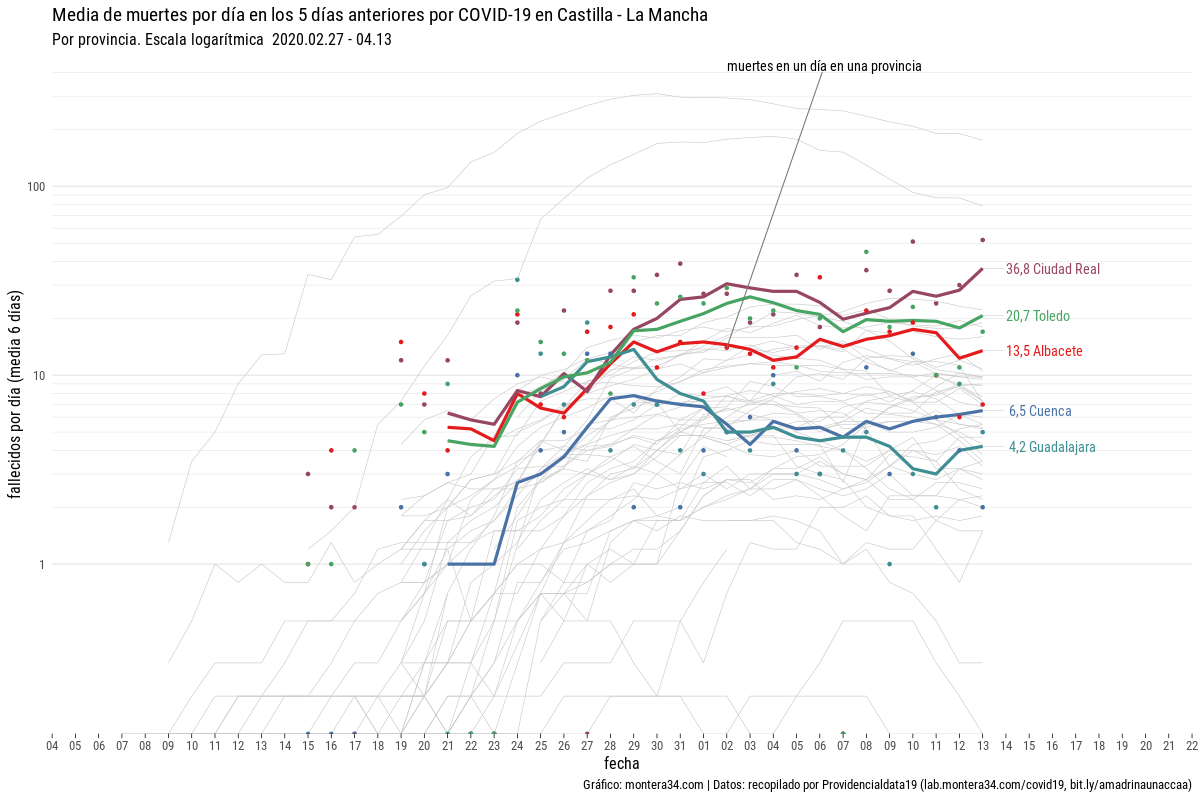 Media de muertes por día en los 5 días anteriores por COVID-19 en Castilla - La Mancha
Por provincia. Escala logarítmica  2020.02.27 - 04.13
muertes en un día en una provincia
100
10
1
fallecidos por día (media 6 días)
36,8 Ciudad Real
20,7 Toledo
13,5 Albacete
6,5 Cuenca
4,2 Guadalajara
04 05 06 07 08 09 10 11 12 13 14 15 16 17 18 19 20 21 22 23 24 25 26 27 28 29 30 31 01 02 03 04 05 06 07 08 09 10 11 12 13 14 15 16 17 18 19 20 21 22
fecha
Gráfico: montera34.com | Datos: recopilado por Providencialdata19 (lab.montera34.com/covid19, bit.ly/amadrinaunaccaa)